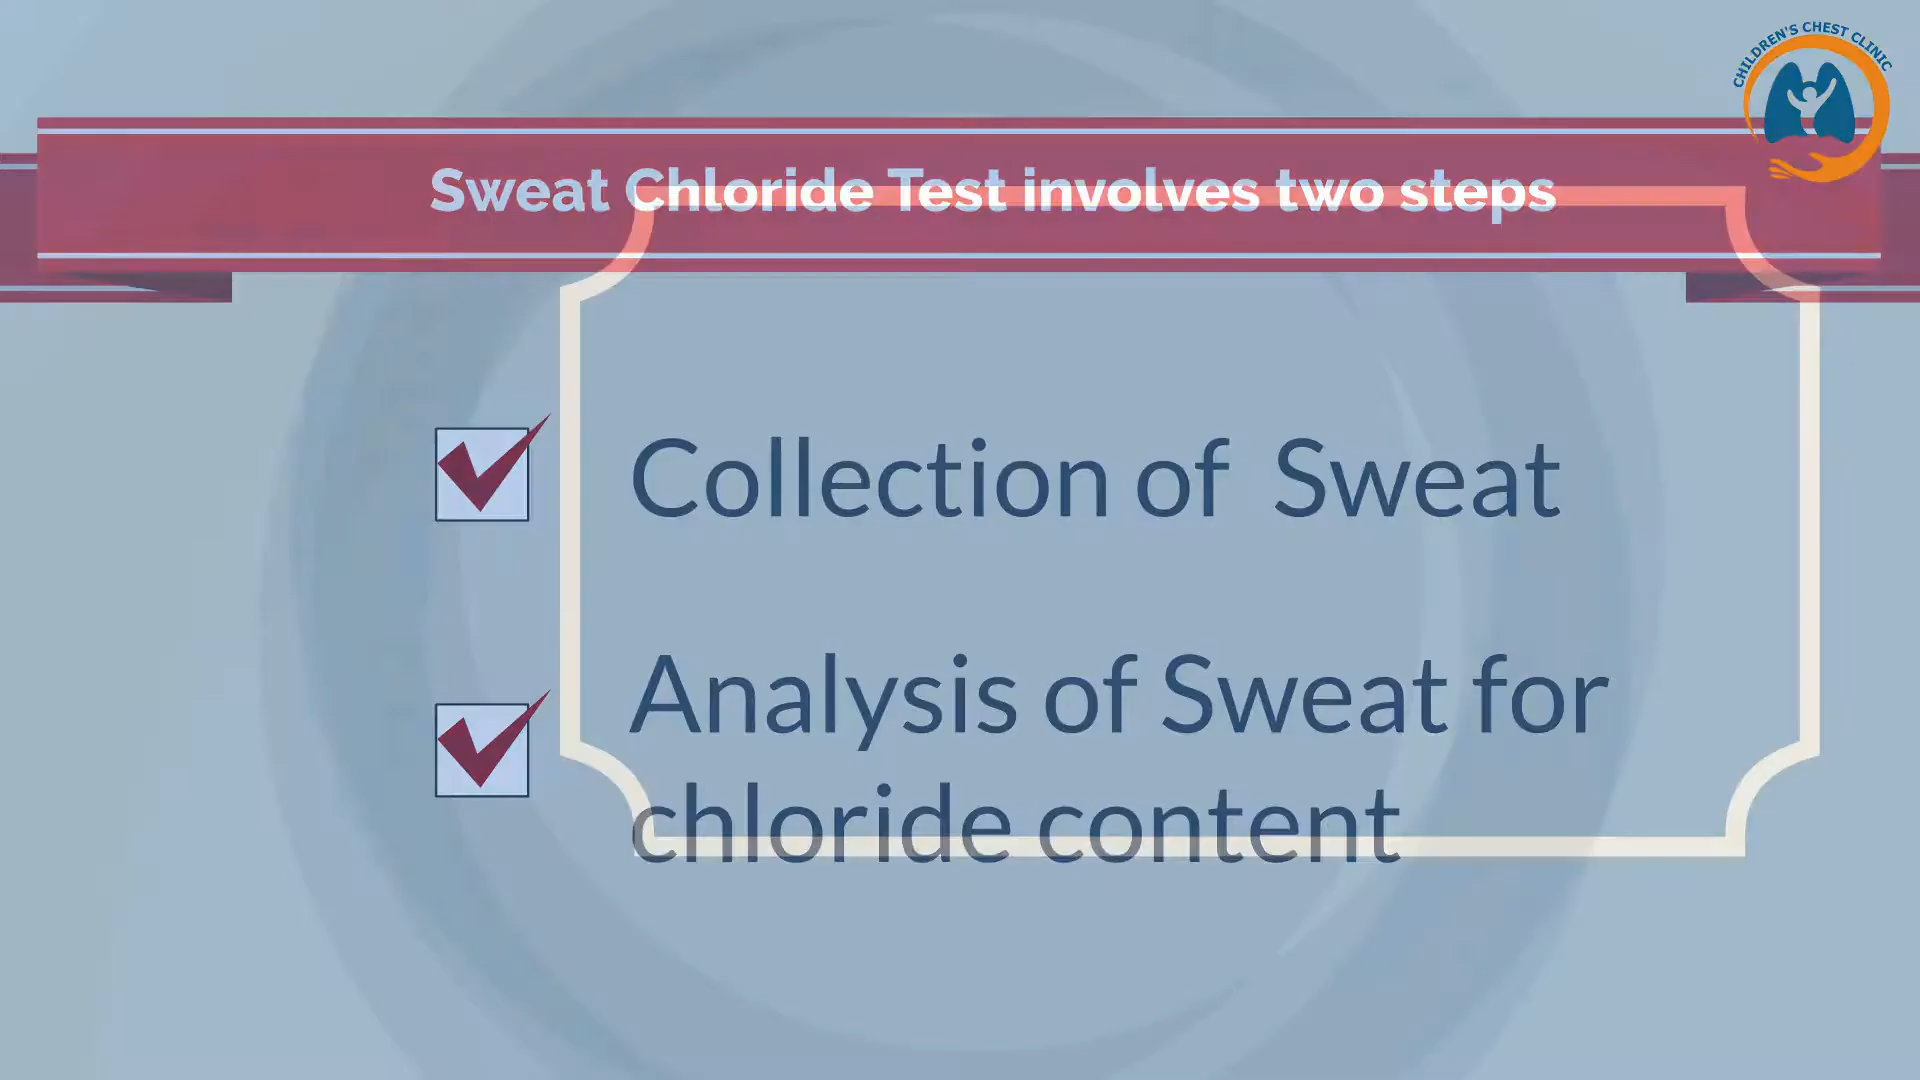 CHILDREN'S CHEST CLINIC
Sweat Chloride Test involves two steps
Collection of Sweat
Analysis of Sweat for
chloride content